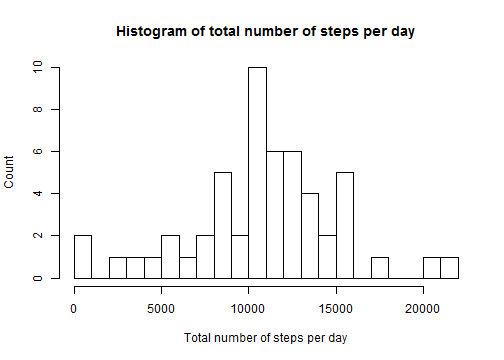 Histogram of total number of steps per day
Count
10
8
6
4
2
0
0 5000 10000 15000 20000
Total number of steps per day